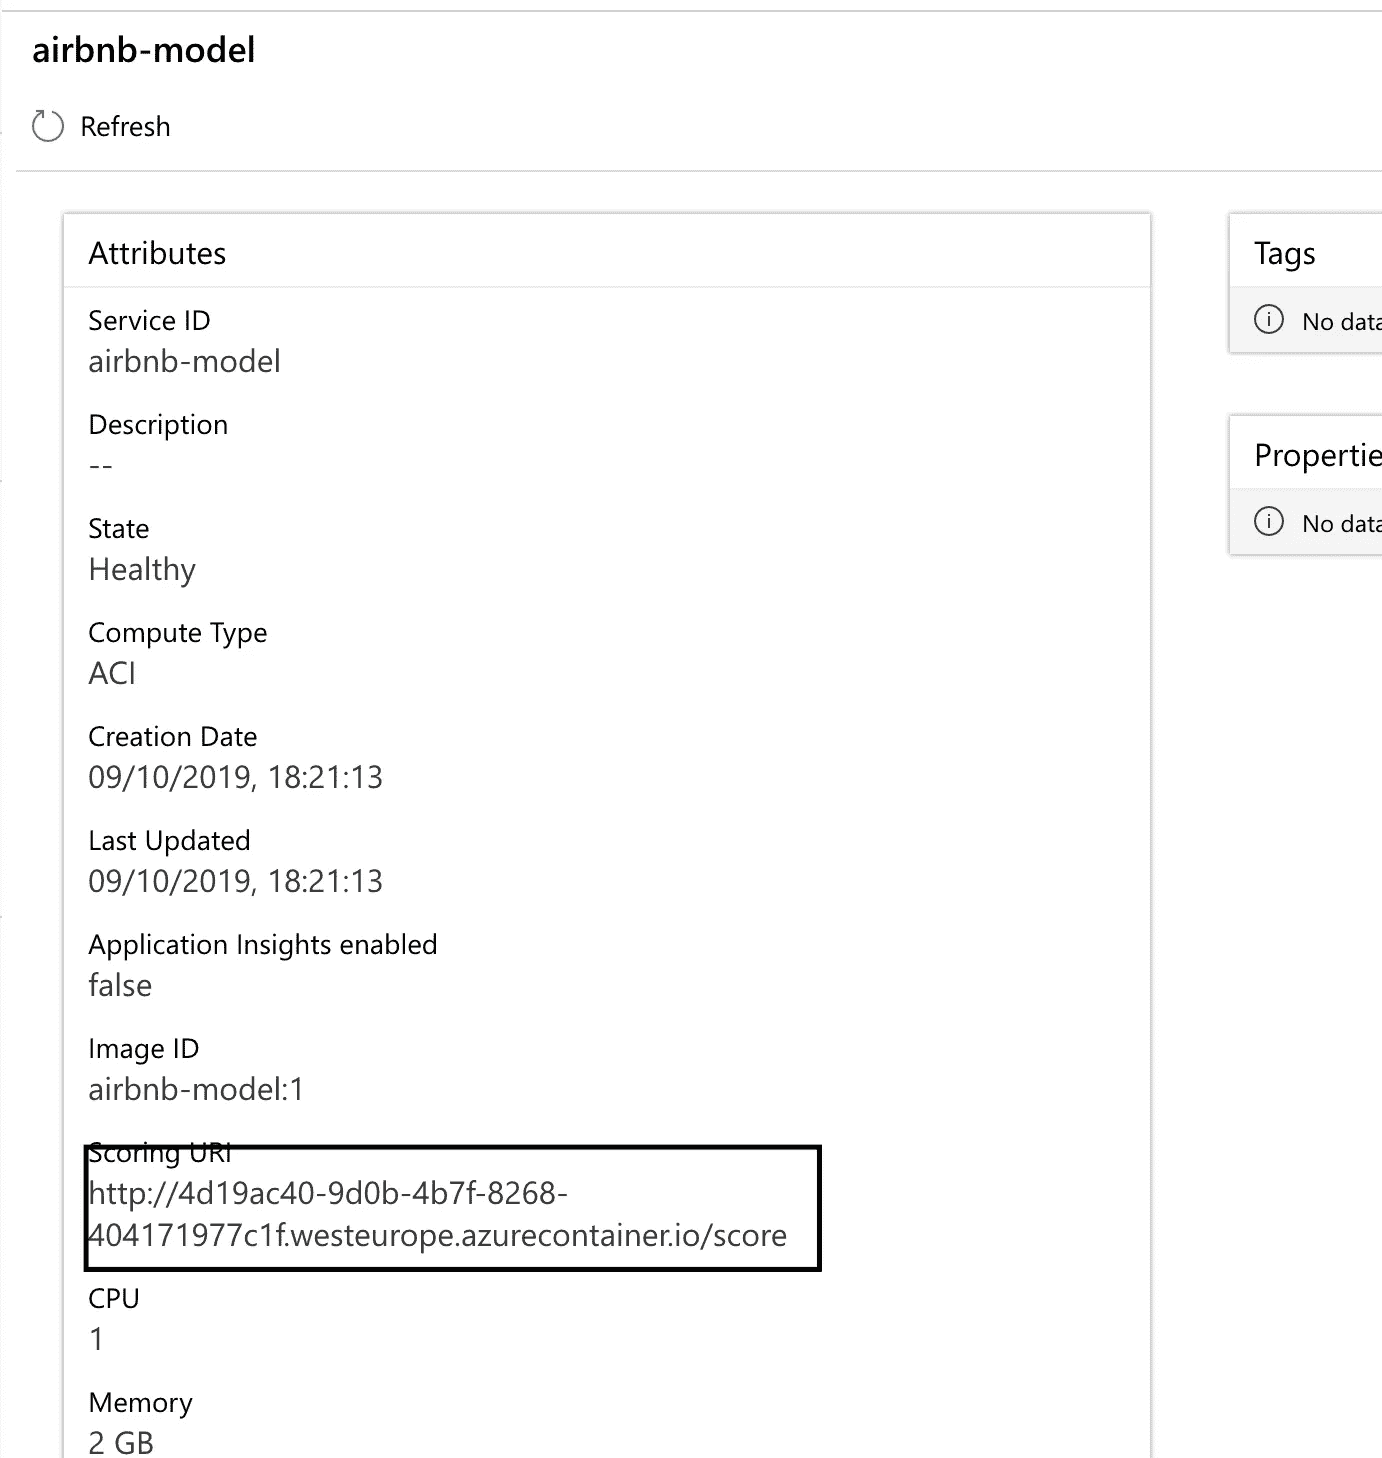 airbnb-model
Refresh
Attributes
Service ID
airbnb-model
Description
--
State
Healthy
Compute Type
ACI
Creation Date
09/10/2019, 18:21:13
Last Updated
09/10/2019, 18:21:13
Application Insights enabled
false
Image ID
airbnb-model:1
Scoring URI
http://4d19ac40-9d0b-4b7f-8268-
404171977c1f.westeurope.azurecontainer.io/score
CPU
1
Memory
2 GB
Tags
No data
Propertie
No data